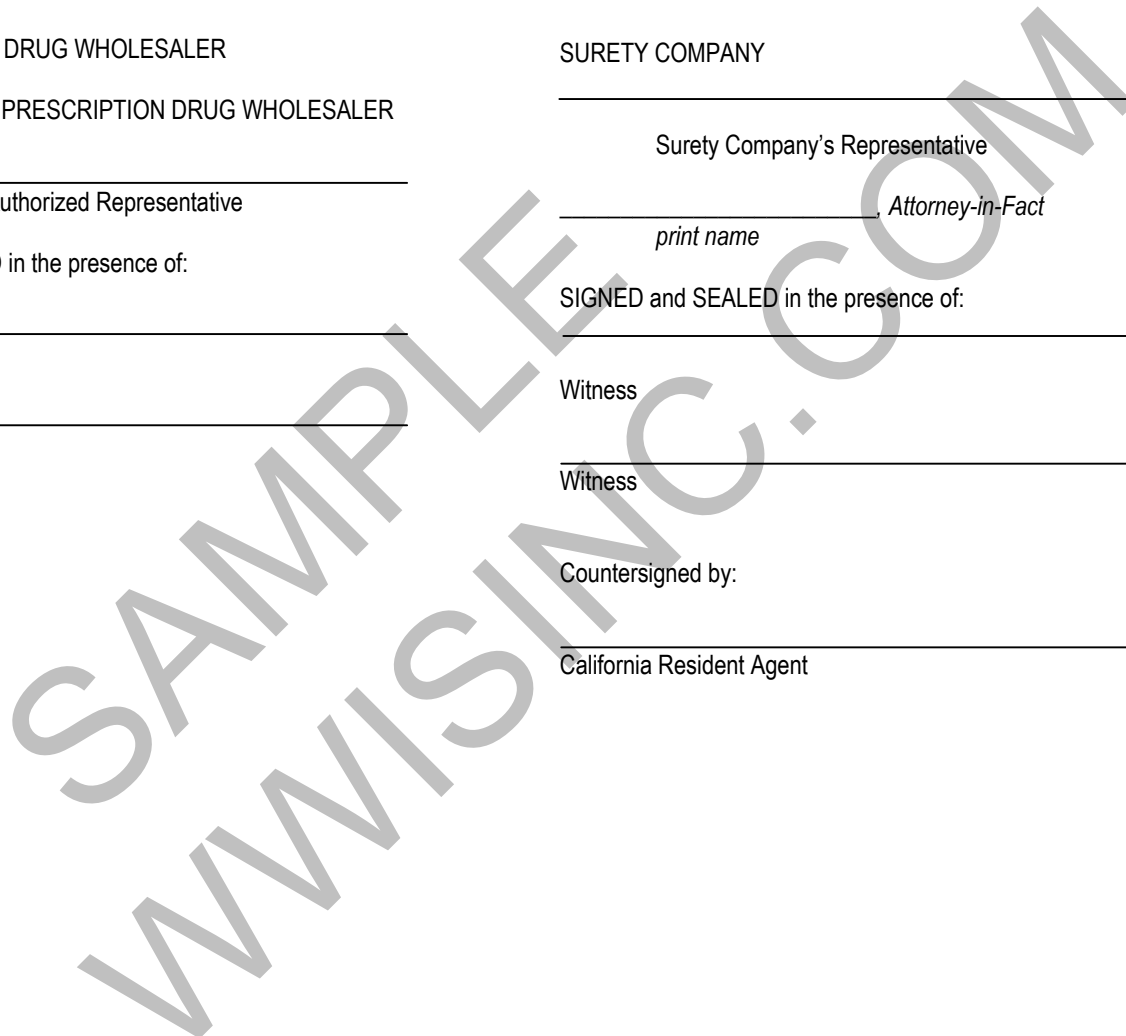 DRUG WHOLESALER
PRESCRIPTION DRUG WHOLESALER
uthorized Representative
in the presence of:
SURETY COMPANY
Surety Company's Representative
__________________________, Attorney-in-Fact
print name
SIGNED and SEALED in the presence of:
Witness
Witness
Countersigned by:
California Resident Agent
SAMPLE
WWISINC.COM